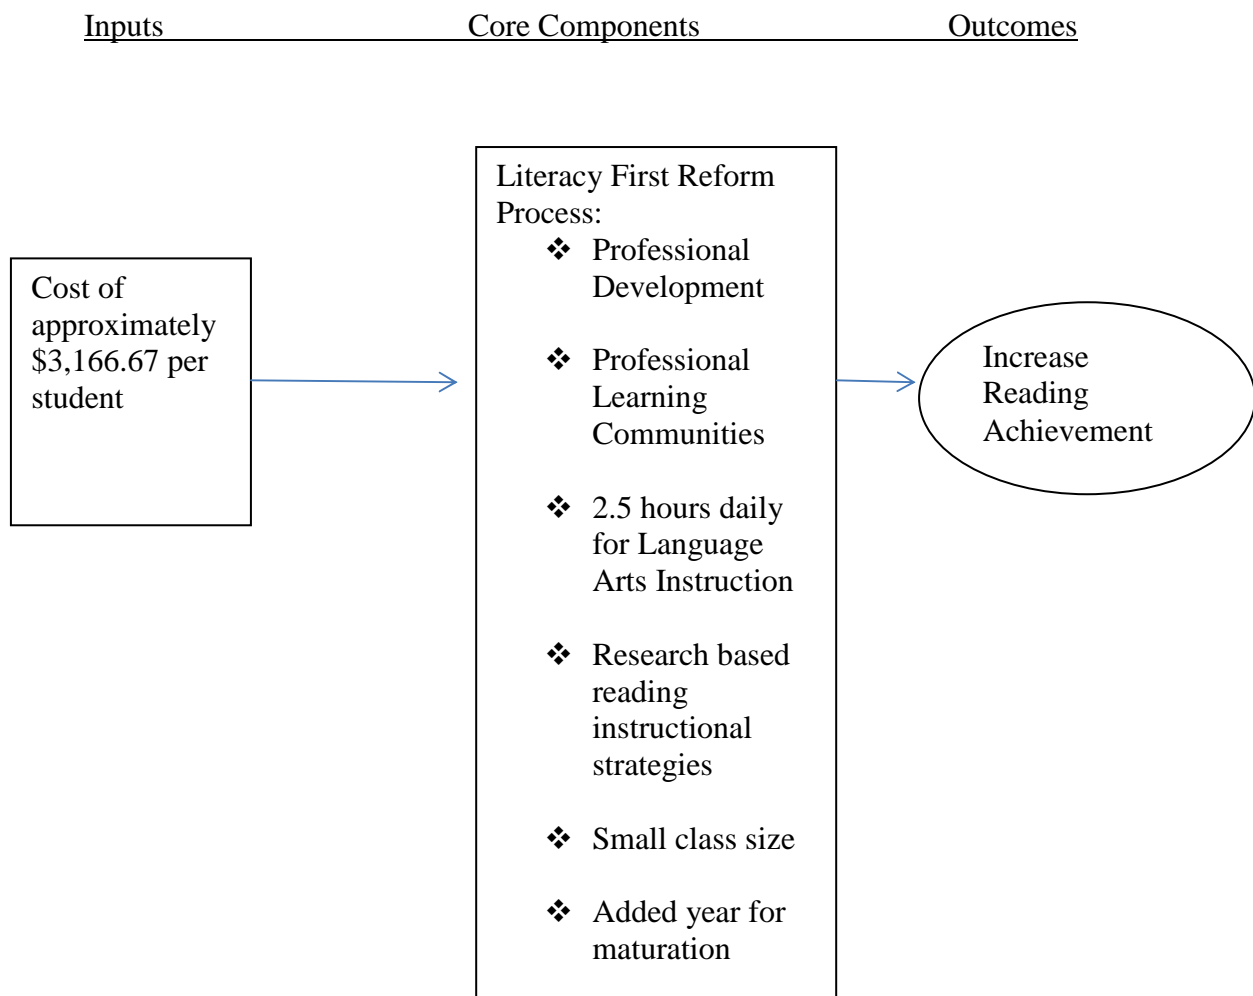 Inputs Core Components Outcomes
Literacy First Reform
Process:
❖ Professional
Development
❖ Professional
Learning
Communities
❖ 2.5 hours daily
for Language
Arts Instruction
❖ Research based
reading
instructional
strategies
❖ Small class size
❖ Added year for
maturation
Cost of
approximately
$3,166.67 per
student
Increase
Reading
Achievement